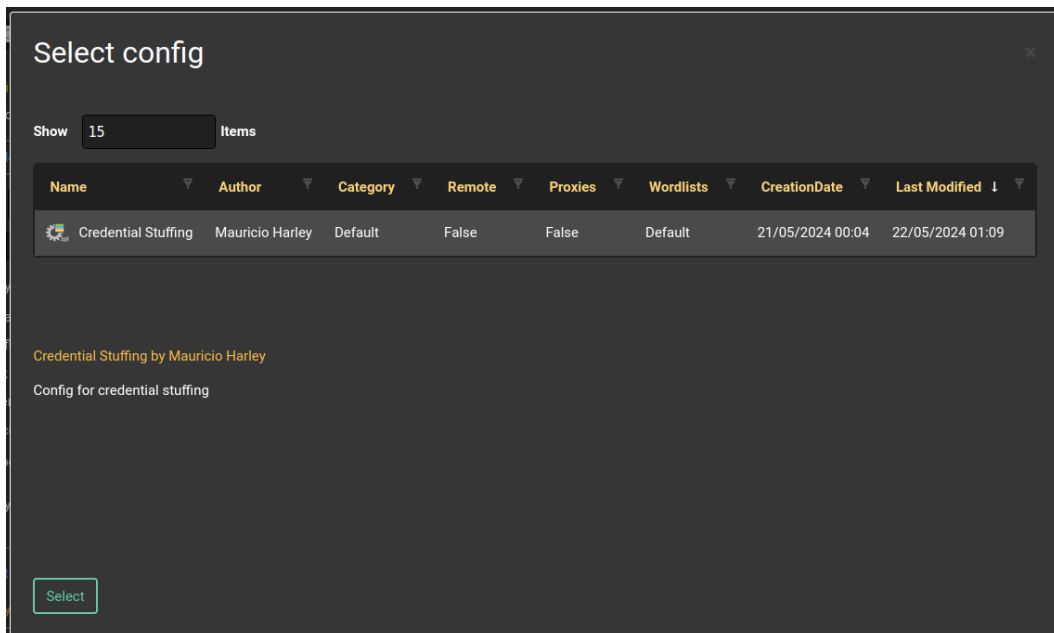 Select config
×
Show 15 Items
Name Author Category Remote Proxies Wordlists CreationDate Last Modified ↓
Credential Stuffing Mauricio Harley Default False False Default 21/05/2024 00:04 22/05/2024 01:09
Credential Stuffing by Mauricio Harley
Config for credential stuffing
Select